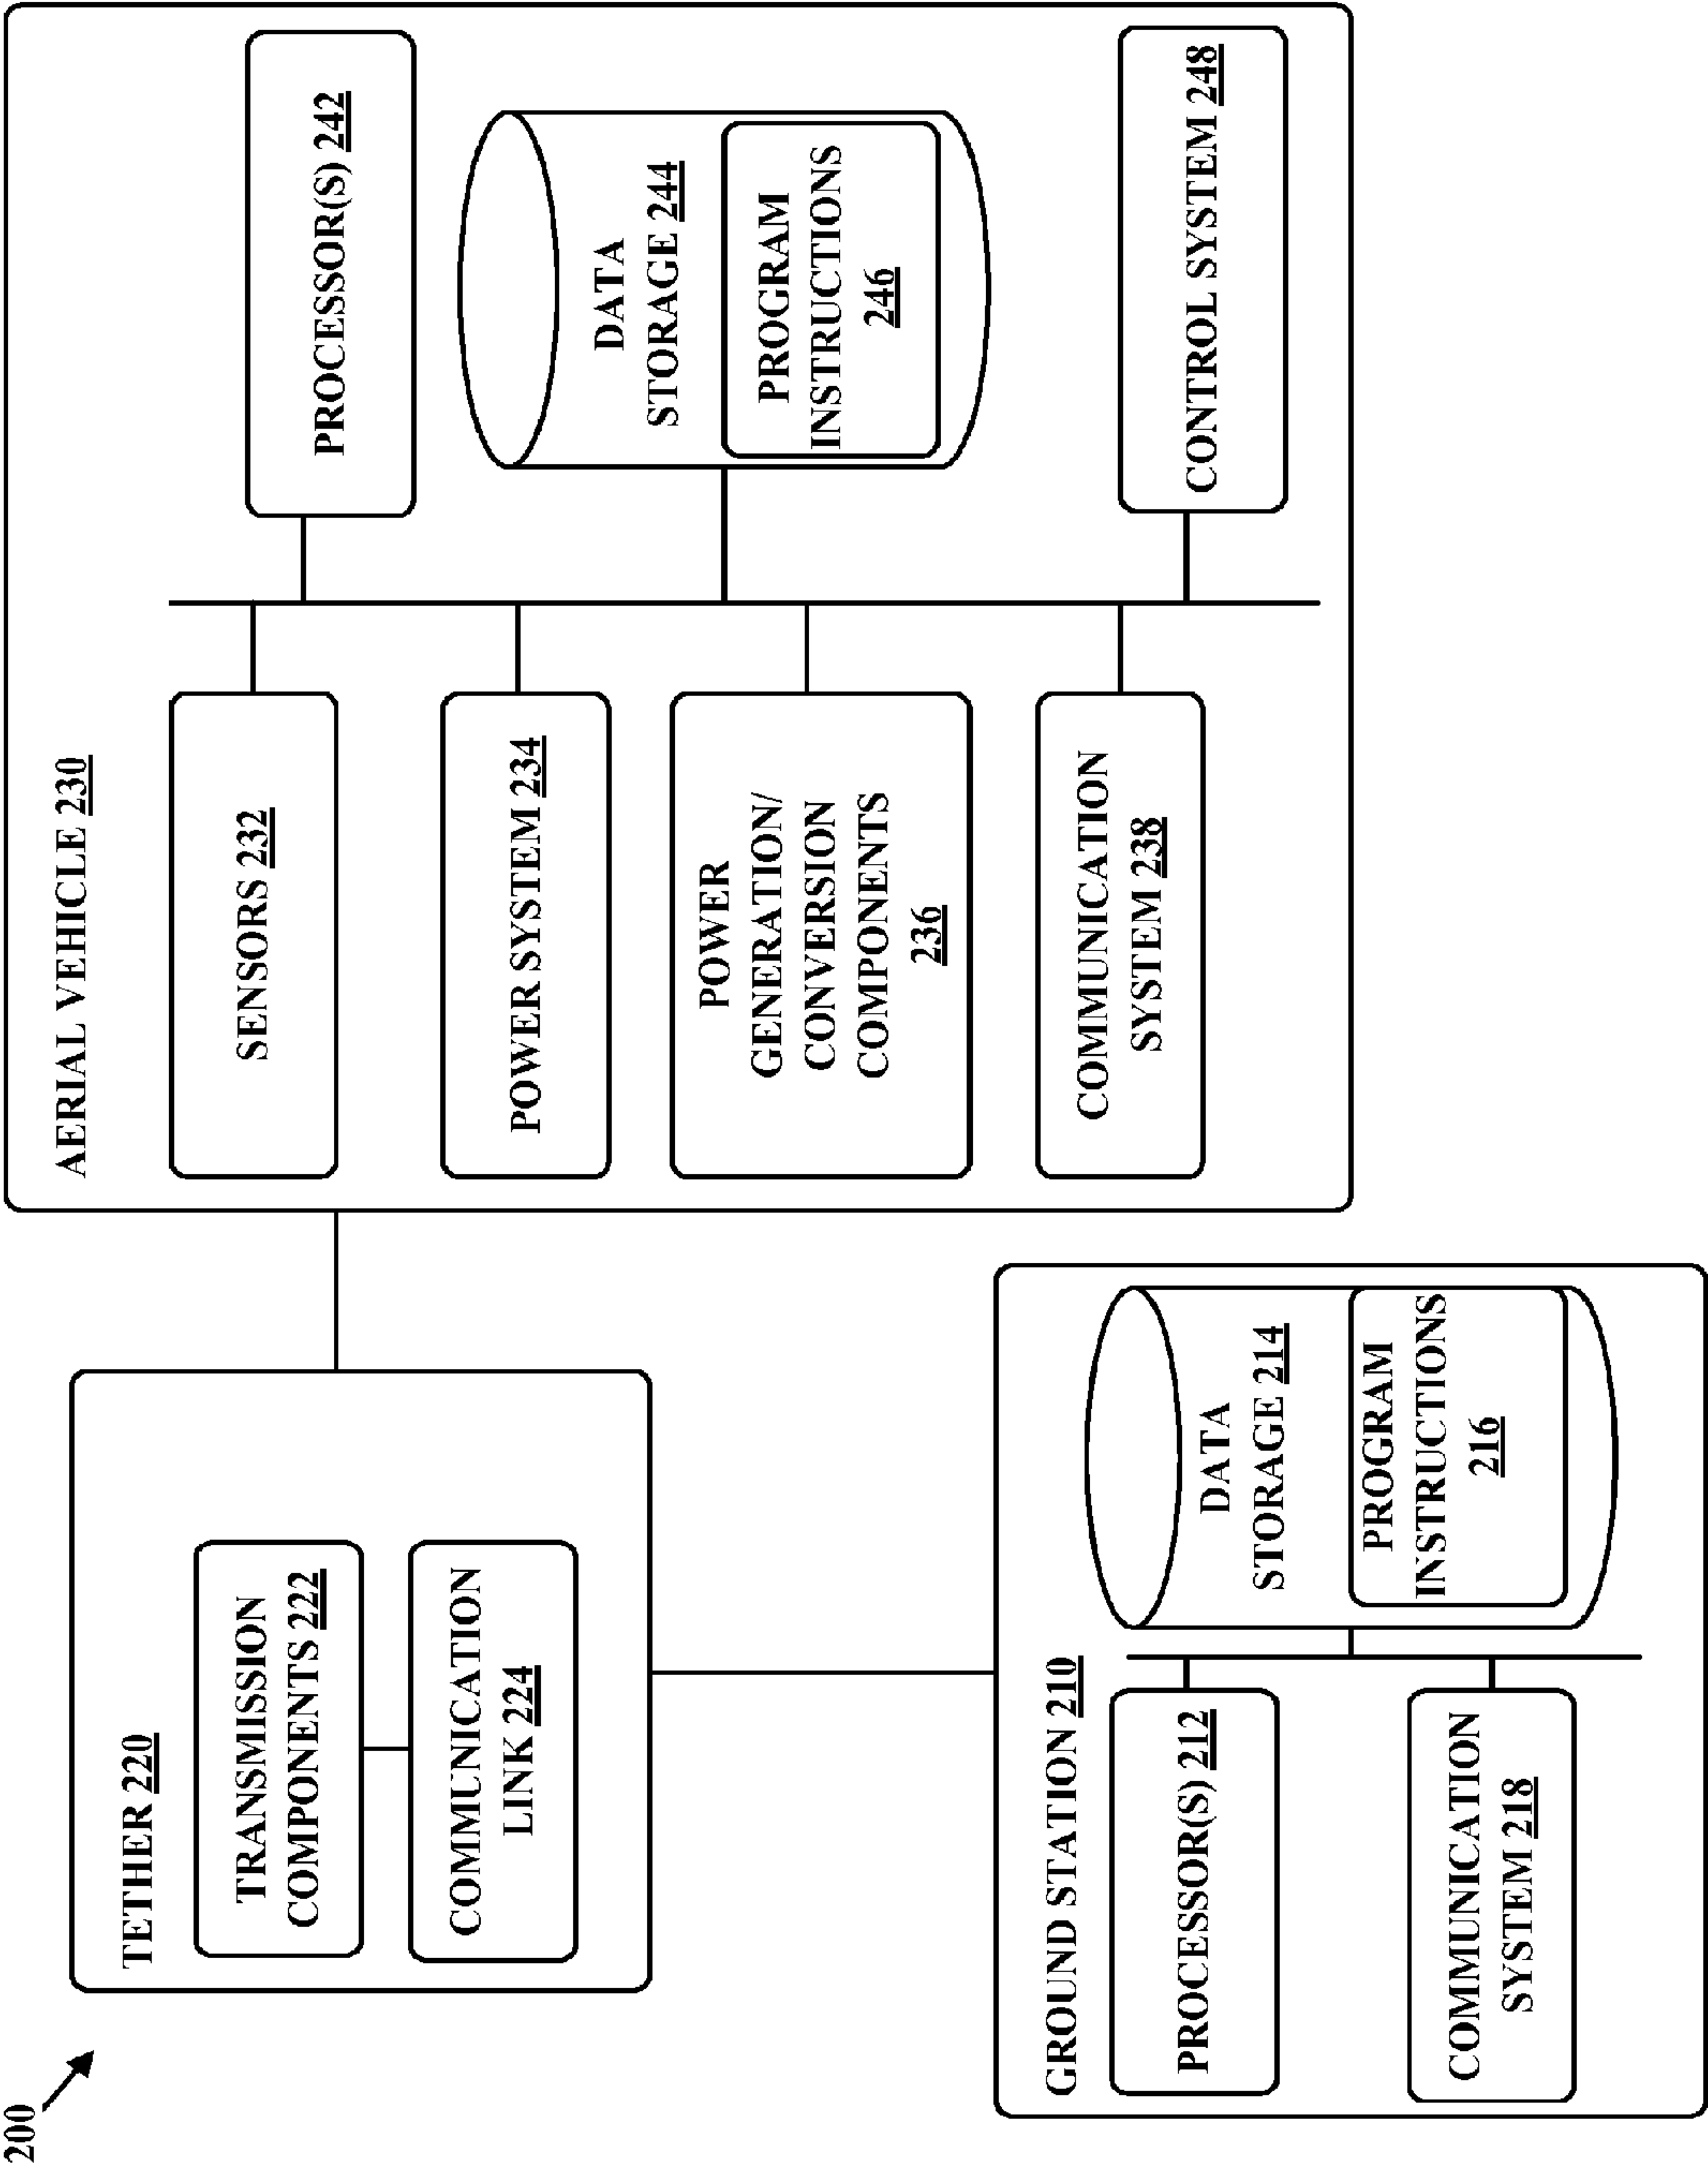 200
TETHER 220
TRANSMISSION
COMPONENTS 222
COMMUNICATION
LINK 224
GROUND STATION 210
PROCESSOR(S) 212
COMMUNICATION
SYSTEM 218
DATA
STORAGE 214
PROGRAM
INSTRUCTIONS
216
AERIAL VEHICLE 230
SENSORS 232
POWER SYSTEM 234
POWER
GENERATION/
CONVERSION
COMPONENTS
236
COMMUNICATION
SYSTEM 238
PROCESSOR(S) 242
DATA
STORAGE 244
PROGRAM
INSTRUCTIONS
246
CONTROL SYSTEM 248